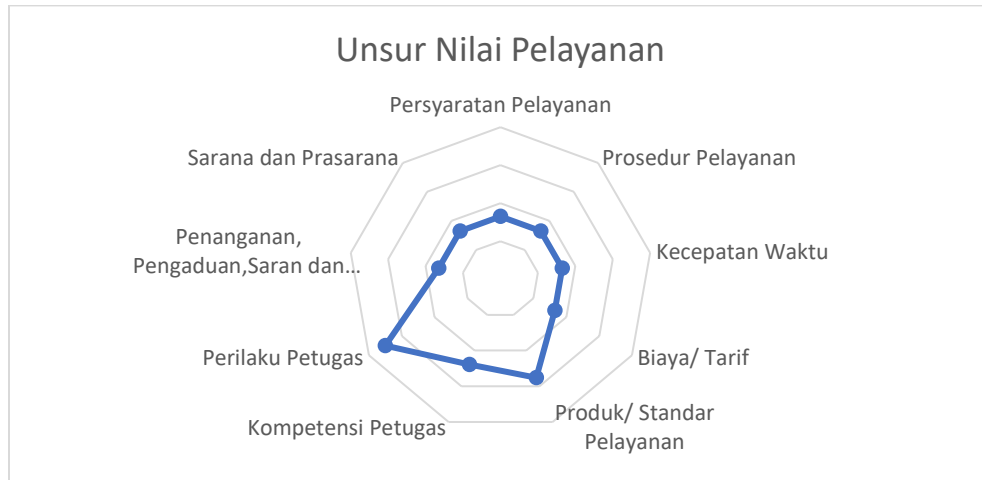 Unsur Nilai Pelayanan
Persyaratan Pelayanan
Prosedur Pelayanan
Kecepatan Waktu
Biaya/ Tarif
Produk/ Standar
Pelayanan
Kompetensi Petugas
Perilaku Petugas
Penanganan,
Pengaduan,Saran dan...
Sarana dan Prasarana